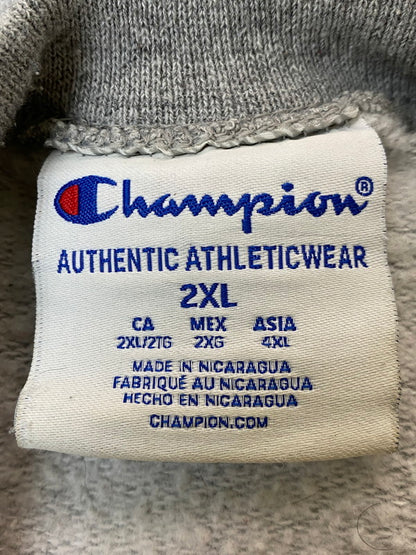 Champion®
AUTHENTIC ATHLETICWEAR
2XL
CA MEX ASIA
2XL/2TG 2XG 4XL
MADE IN NICARAGUA
FABRIQUÉ AU NICARAGUA
HECHO EN NICARAGUA
CHAMPION.COM